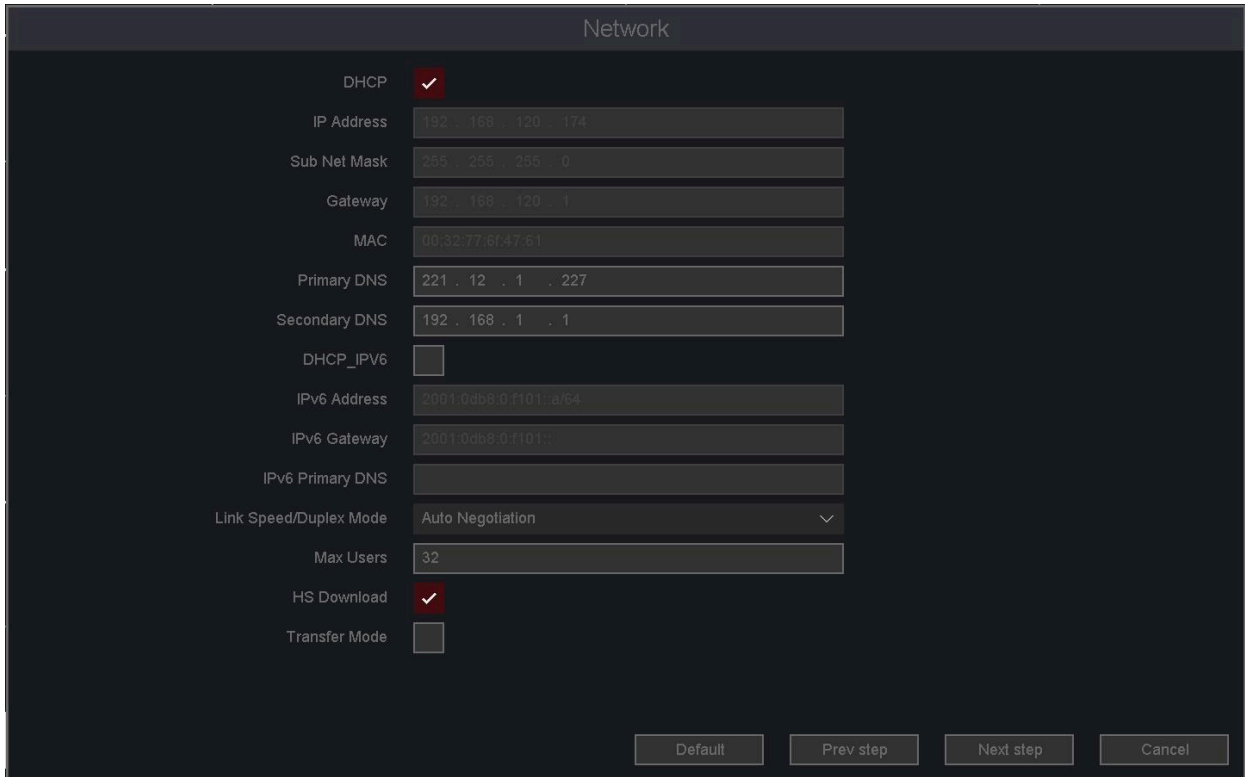 Network
DHCP
IP Address 192 . 168 . 120 . 174
Sub Net Mask 255 . 255 . 255 . 0
Gateway 192 . 168 . 120 . 1
MAC 00:32:77:6f:47:61
Primary DNS 221 . 12 . 1 . 227
Secondary DNS 192 . 168 . 1 . 1
DHCP_IPV6
IPv6 Address 2001:0db8:0:f101::a/64
IPv6 Gateway 2001:0db8:0:f101::
IPv6 Primary DNS
Link Speed/Duplex Mode Auto Negotiation
Max Users 32
HS Download
Transfer Mode
Default Prev step Next step Cancel